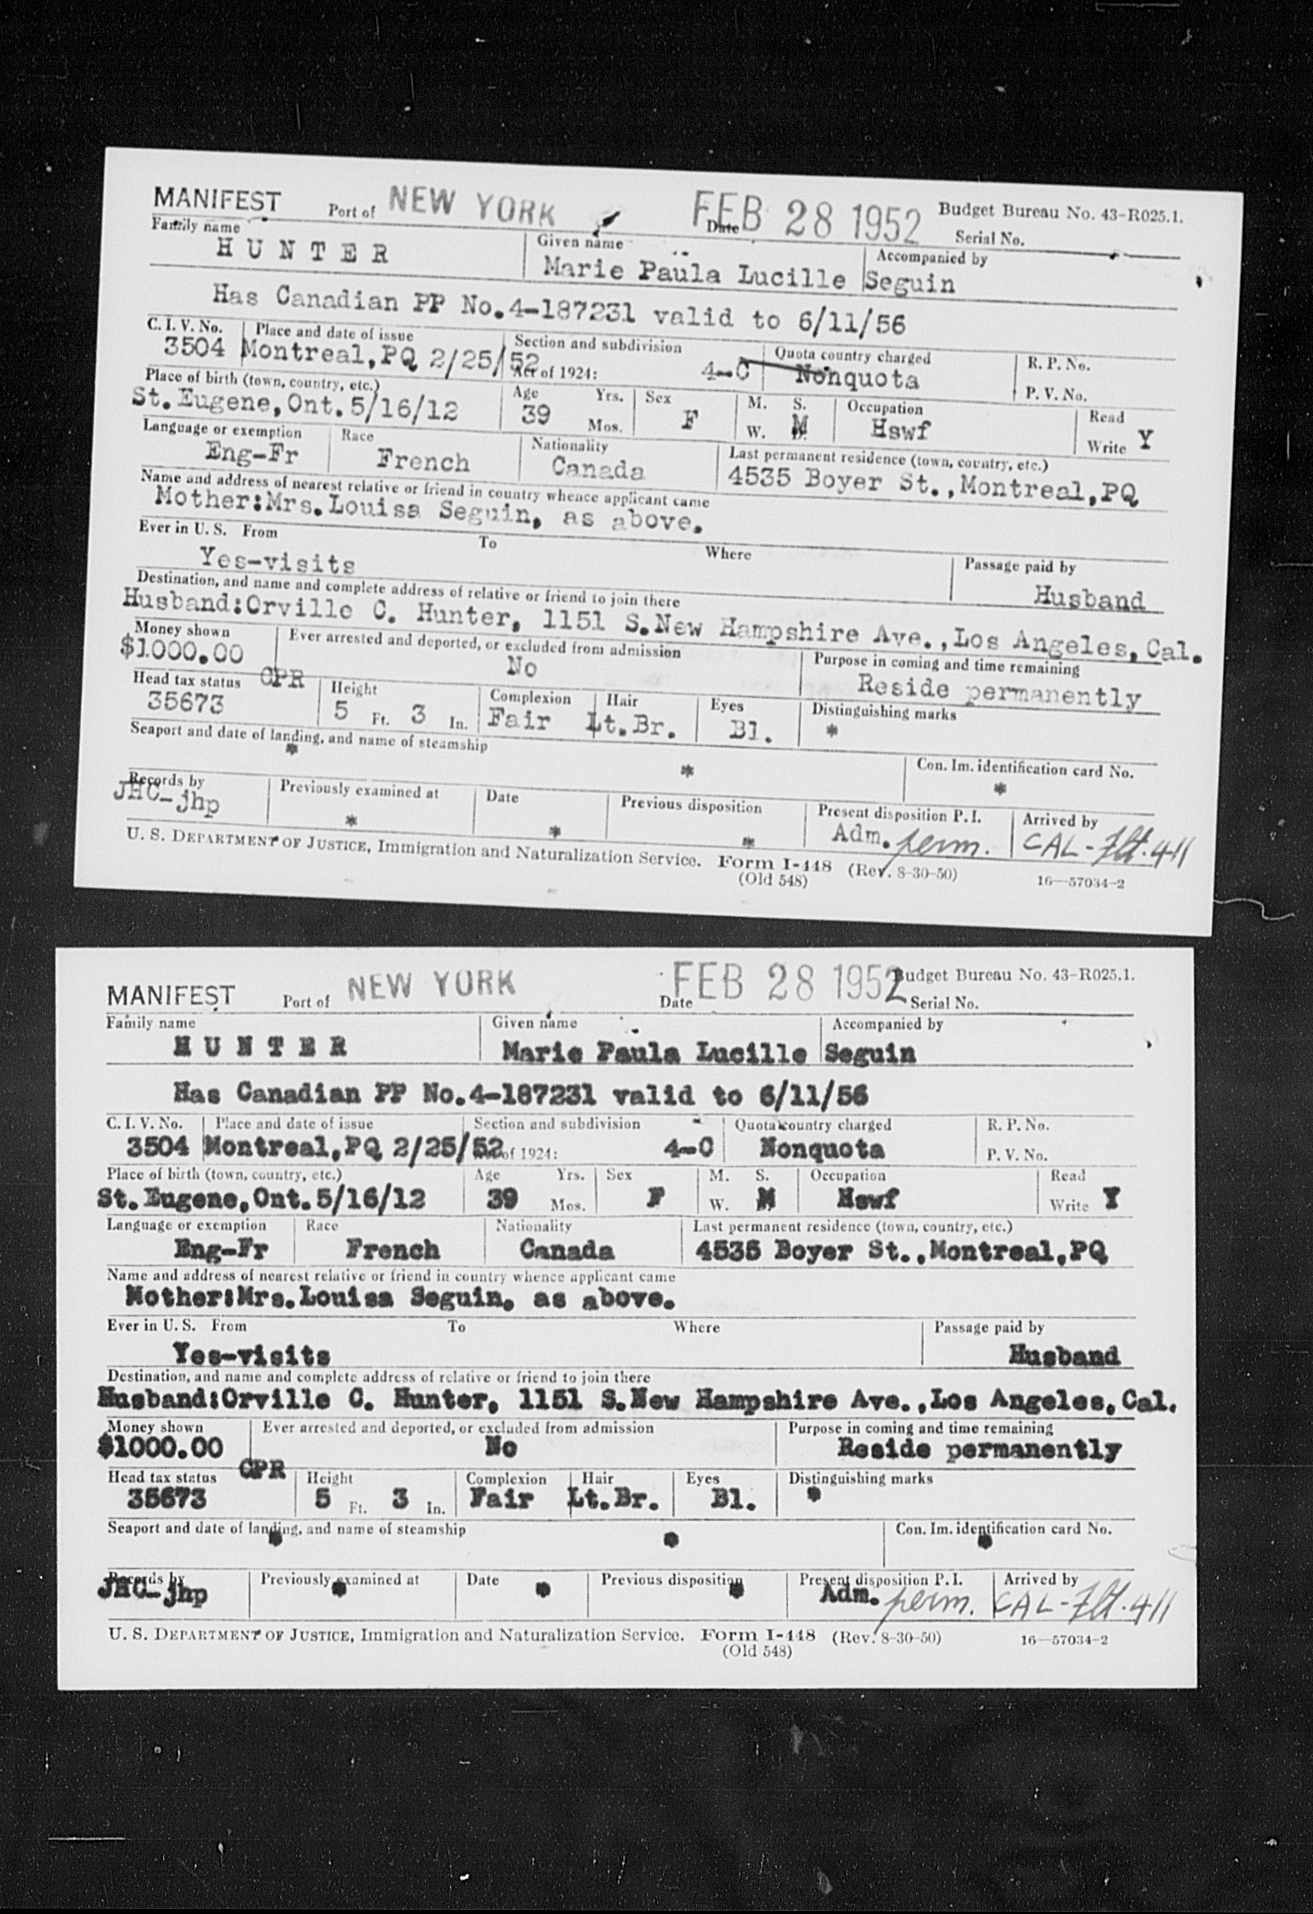 MANIFEST Port of NEW YORK FEB 28 1952 Budget Bureau No. 43-R025.1.
Date Serial No.
Family name Given name Accompanied by
H U N T E R Marie Paula Lucille Seguin
Has Canadian PP No.4-187231 valid to 6/11/56
C. I. V. No. Place and date of issue Section and subdivision Quota country charged R. P. No.
3504 Montreal,PQ 2/25/52 Act of 1924: 4-C Nonquota P. V. No.
Place of birth (town, country, etc.) Age Yrs. Sex M. S. Occupation Read
St.Eugene,Ont.5/16/12 39 Mos. F W. M Hswf Write Y
Language or exemption Race Nationality Last permanent residence (town, country, etc.)
Eng-Fr French Canada 4535 Boyer St.,Montreal,PQ
Name and address of nearest relative or friend in country whence applicant came
Mother:Mrs.Louisa Seguin, as above.
Ever in U. S. From To Where Passage paid by
Yes-visits Husband
Destination, and name and complete address of relative or friend to join there
Husband:Orville C. Hunter, 1151 S.New Hampshire Ave.,Los Angeles,Cal.
Money shown Ever arrested and deported, or excluded from admission Purpose in coming and time remaining
$1000.00 No Reside permanently
Head tax status CPR Height Complexion Hair Eyes Distinguishing marks
35673 5 Ft. 3 In. Fair Lt.Br. Bl. *
Seaport and date of landing, and name of steamship Con. Im. identification card No.
* * *
Records by Previously examined at Date Previous disposition Present disposition P. I. Arrived by
JHC-jhp * * * Adm. perm. CAL-Flt. 411
U. S. DEPARTMENT OF JUSTICE, Immigration and Naturalization Service. Form I-448 (Rev. 8-30-50) 16—57034-2
(Old 548)
MANIFEST Port of NEW YORK FEB 28 1952 Budget Bureau No. 43-R025.1.
Date Serial No.
Family name Given name Accompanied by
H U N T E R Marie Paula Lucille Seguin
Has Canadian PP No.4-187231 valid to 6/11/56
C. I. V. No. Place and date of issue Section and subdivision Quota country charged R. P. No.
3504 Montreal,PQ 2/25/52 of 1924: 4-C Nonquota P. V. No.
Place of birth (town, country, etc.) Age Yrs. Sex M. S. Occupation Read
St.Eugene,Ont.5/16/12 39 Mos. F W. M Hswf Write Y
Language or exemption Race Nationality Last permanent residence (town, country, etc.)
Eng-Fr French Canada 4535 Boyer St.,Montreal,PQ
Name and address of nearest relative or friend in country whence applicant came
Mother:Mrs.Louisa Seguin, as above.
Ever in U. S. From To Where Passage paid by
Yes-visits Husband
Destination, and name and complete address of relative or friend to join there
Husband:Orville C. Hunter, 1151 S.New Hampshire Ave.,Los Angeles,Cal.
Money shown Ever arrested and deported, or excluded from admission Purpose in coming and time remaining
$1000.00 No Reside permanently
Head tax status CPR Height Complexion Hair Eyes Distinguishing marks
35673 5 Ft. 3 In. Fair Lt.Br. Bl. *
Seaport and date of landing, and name of steamship Con. Im. identification card No.
* * *
Records by Previously examined at Date Previous disposition Present disposition P. I. Arrived by
JHC-jhp * * * Adm. perm. CAL-Flt. 411
U. S. DEPARTMENT OF JUSTICE, Immigration and Naturalization Service. Form I-448 (Rev. 8-30-50) 16—57034-2
(Old 548)